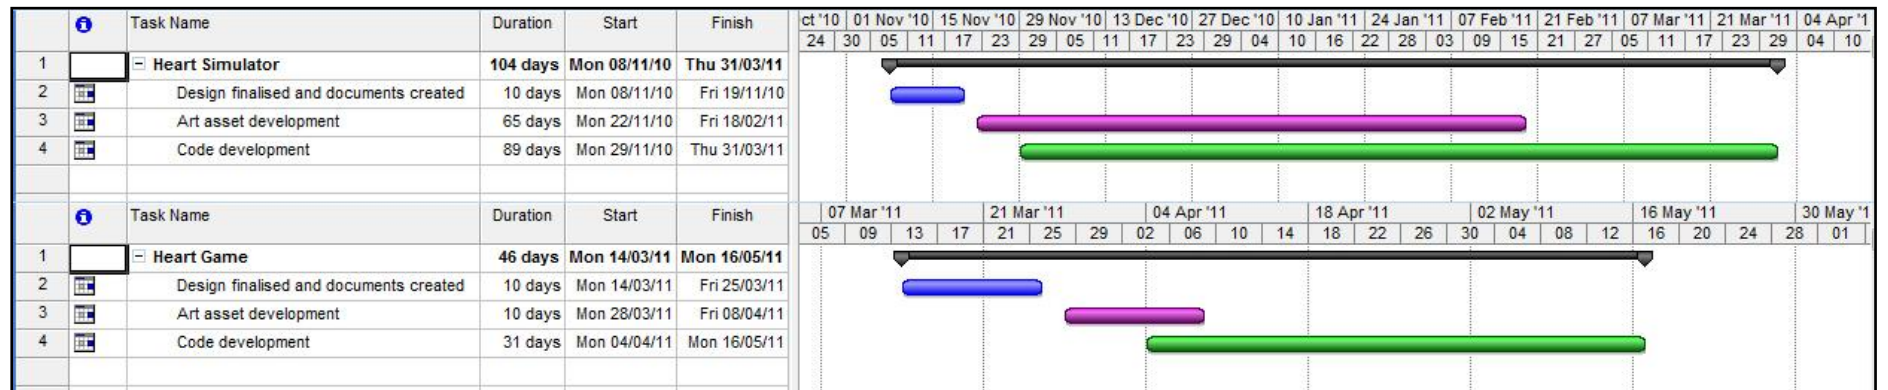 Task Name Duration Start Finish ct '10 01 Nov '10 15 Nov '10 29 Nov '10 13 Dec '10 27 Dec '10 10 Jan '11 24 Jan '11 07 Feb '11 21 Feb '11 07 Mar '11 21 Mar '11 04 Apr '1
24 30 05 11 17 23 29 05 11 17 23 29 04 10 16 22 28 03 09 15 21 27 05 11 17 23 29 04 10
1 Heart Simulator 104 days Mon 08/11/10 Thu 31/03/11
2 Design finalised and documents created 10 days Mon 08/11/10 Fri 19/11/10
3 Art asset development 65 days Mon 22/11/10 Fri 18/02/11
4 Code development 89 days Mon 29/11/10 Thu 31/03/11
Task Name Duration Start Finish 07 Mar '11 21 Mar '11 04 Apr '11 18 Apr '11 02 May '11 16 May '11 30 May '1
05 09 13 17 21 25 29 02 06 10 14 18 22 26 30 04 08 12 16 20 24 28 01
1 Heart Game 46 days Mon 14/03/11 Mon 16/05/11
2 Design finalised and documents created 10 days Mon 14/03/11 Fri 25/03/11
3 Art asset development 10 days Mon 28/03/11 Fri 08/04/11
4 Code development 31 days Mon 04/04/11 Mon 16/05/11